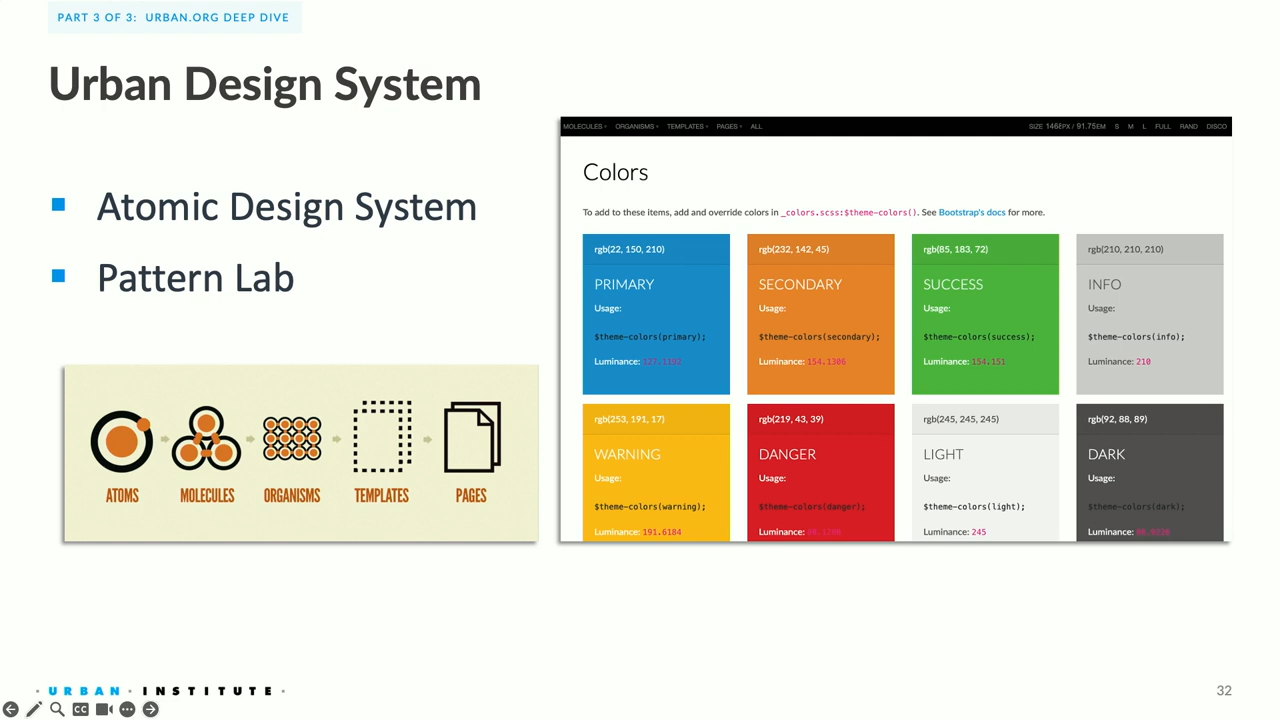 PART 3 OF 3: URBAN.ORG DEEP DIVE
Urban Design System
Atomic Design System
Pattern Lab
ATOMS MOLECULES ORGANISMS TEMPLATES PAGES
MOLECULES ORGANISMS TEMPLATES PAGES ALL SIZE 1468PX / 91.75EM S M L FULL RAND DISCO
Colors
To add to these items, add and override colors in _colors.scss:$theme-colors(). See Bootstrap's docs for more.
rgb(22, 150, 210) rgb(232, 142, 45) rgb(85, 183, 72) rgb(210, 210, 210)
PRIMARY SECONDARY SUCCESS INFO
Usage: Usage: Usage: Usage:
$theme-colors(primary); $theme-colors(secondary); $theme-colors(success); $theme-colors(info);
Luminance: 127.1192 Luminance: 154.1306 Luminance: 154.151 Luminance: 210
rgb(253, 191, 17) rgb(219, 43, 39) rgb(245, 245, 245) rgb(92, 88, 89)
WARNING DANGER LIGHT DARK
Usage: Usage: Usage: Usage:
$theme-colors(warning); $theme-colors(danger); $theme-colors(light); $theme-colors(dark);
Luminance: 191.6184 Luminance: Luminance: 245 Luminance:
· URBAN · INSTITUTE ·
32
CC